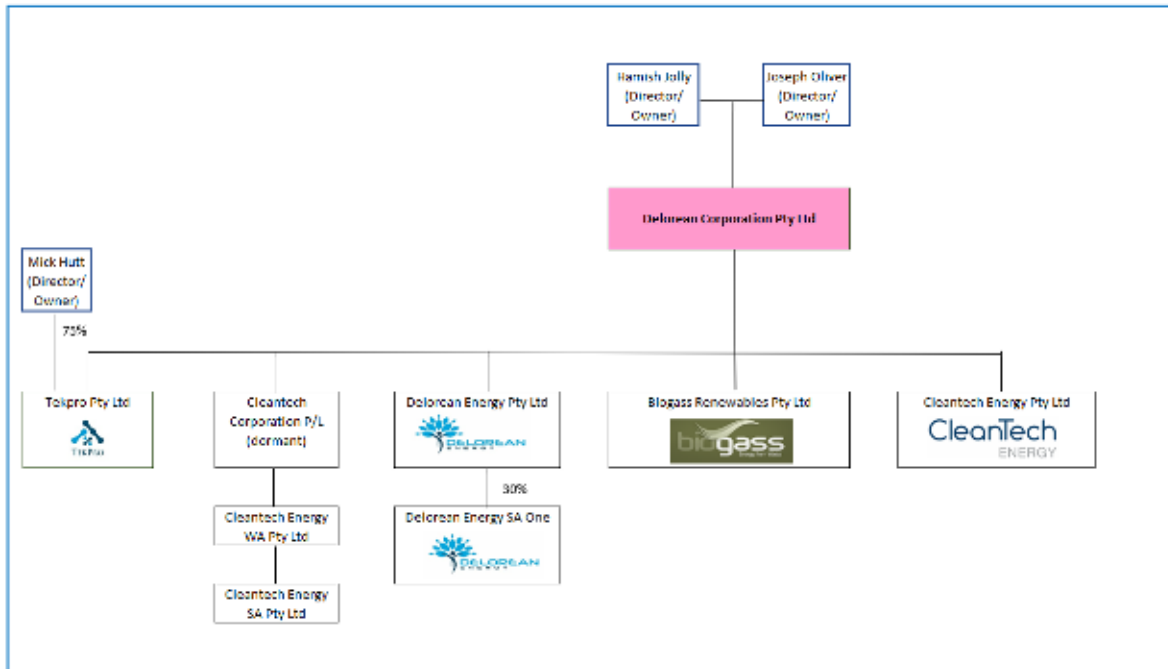 Hamish Jolly
(Director/
Owner)
Joseph Oliver
(Director/
Owner)
Delorean Corporation Pty Ltd
Mick Hutt
(Director/
Owner)
75%
Tekpro Pty Ltd
TEKPRO
Cleantech
Corporation P/L
(dormant)
Delorean Energy Pty Ltd
DELOREAN
ENERGY
Biogass Renewables Pty Ltd
biogass
Cleantech Energy Pty Ltd
CleanTech
ENERGY
30%
Cleantech Energy
WA Pty Ltd
Delorean Energy SA One
DELOREAN
ENERGY
Cleantech Energy
SA Pty Ltd